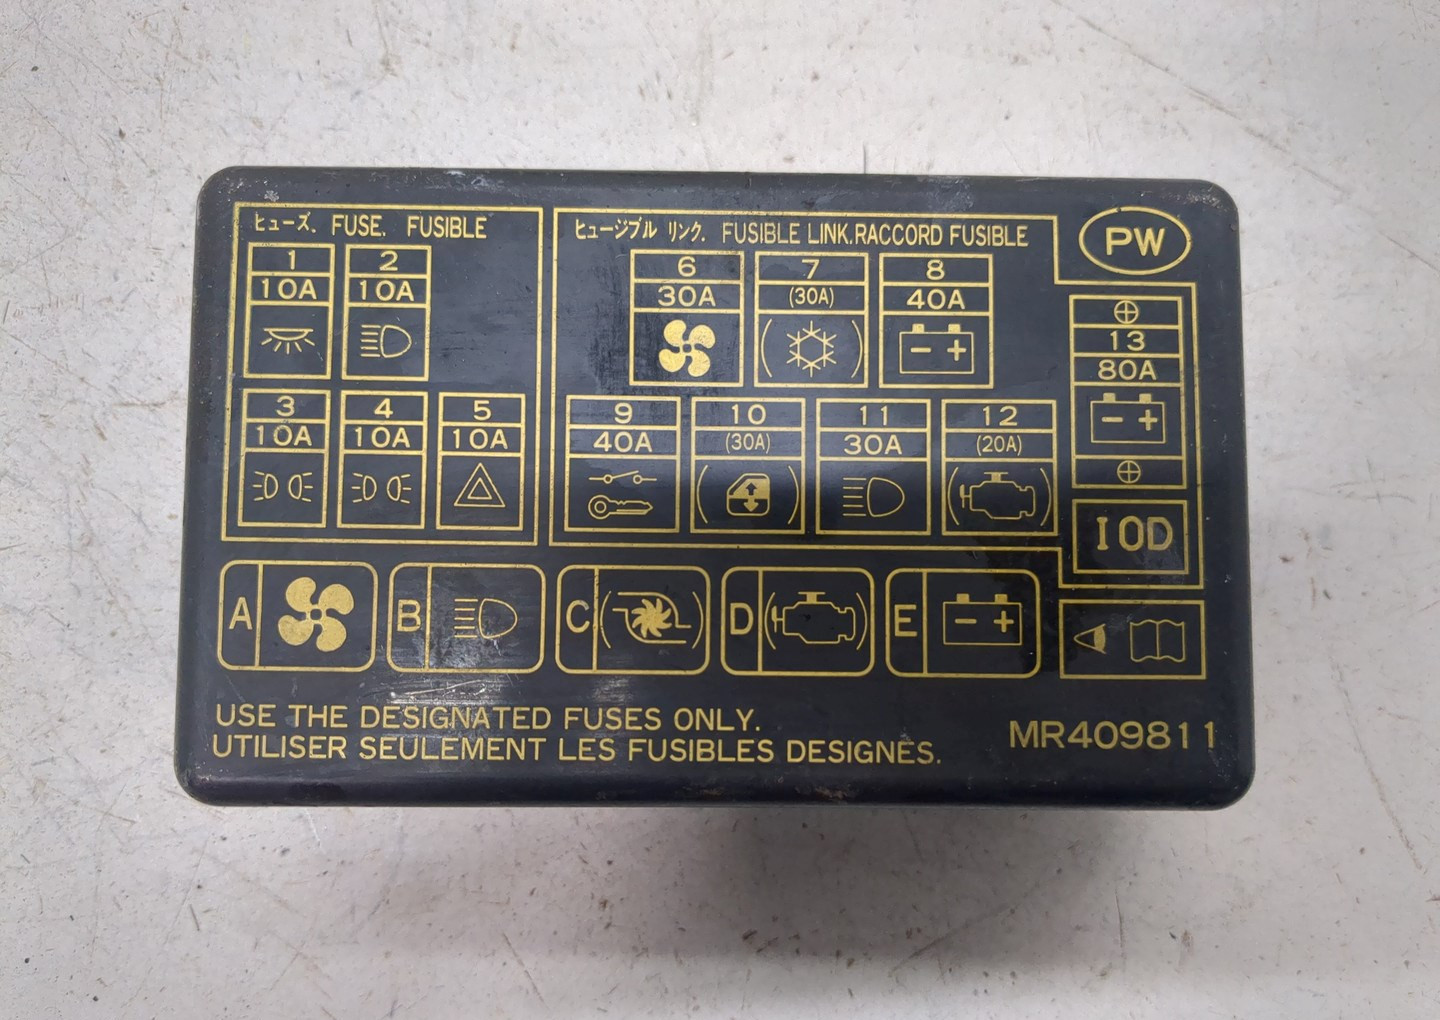 ヒューズ. FUSE. FUSIBLE
1 2
10A 10A
3 4 5
10A 10A 10A
ヒュージブル リンク. FUSIBLE LINK.RACCORD FUSIBLE
6 7 8
30A (30A) 40A
9 10 11 12
40A (30A) 30A (20A)
PW
13
80A
IOD
A B C D E
USE THE DESIGNATED FUSES ONLY.
UTILISER SEULEMENT LES FUSIBLES DESIGNÉS.
MR409811